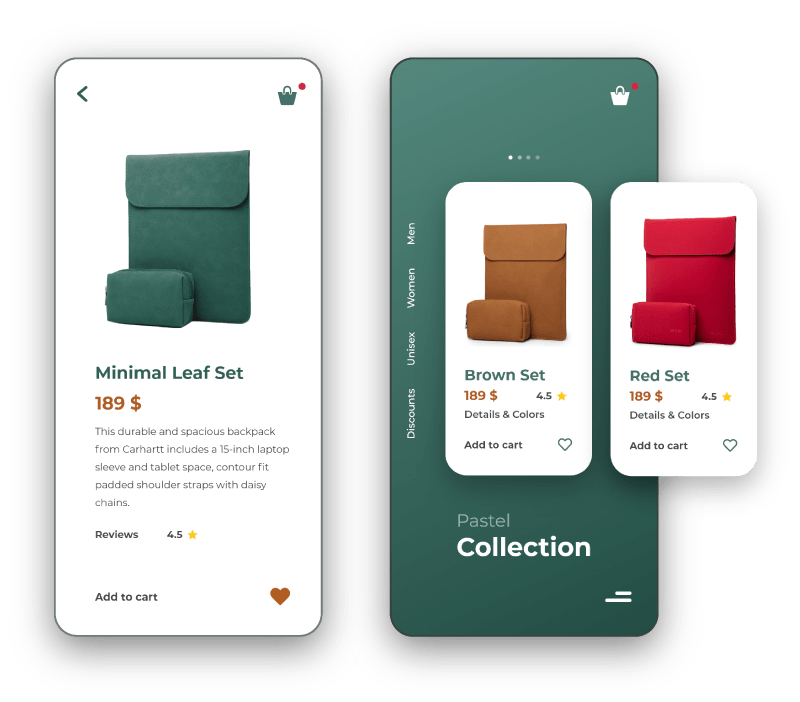 Minimal Leaf Set
189 $
This durable and spacious backpack
from Carhartt includes a 15-inch laptop
sleeve and tablet space, contour fit
padded shoulder straps with daisy
chains.
Reviews 4.5
Add to cart
Men
Women
Unisex
Discounts
Brown Set
189 $ 4.5
Details & Colors
Add to cart
Red Set
189 $ 4.5
Details & Colors
Add to cart
Pastel
Collection